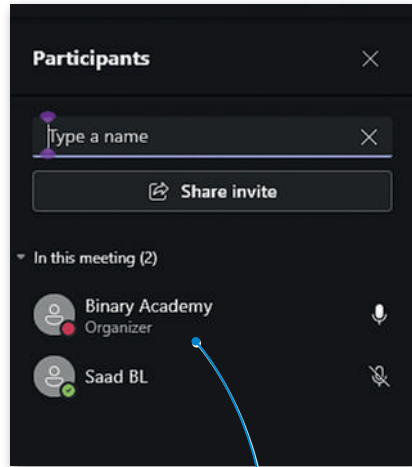 Participants
Type a name
Share invite
In this meeting (2)
Binary Academy
Organizer
Saad BL